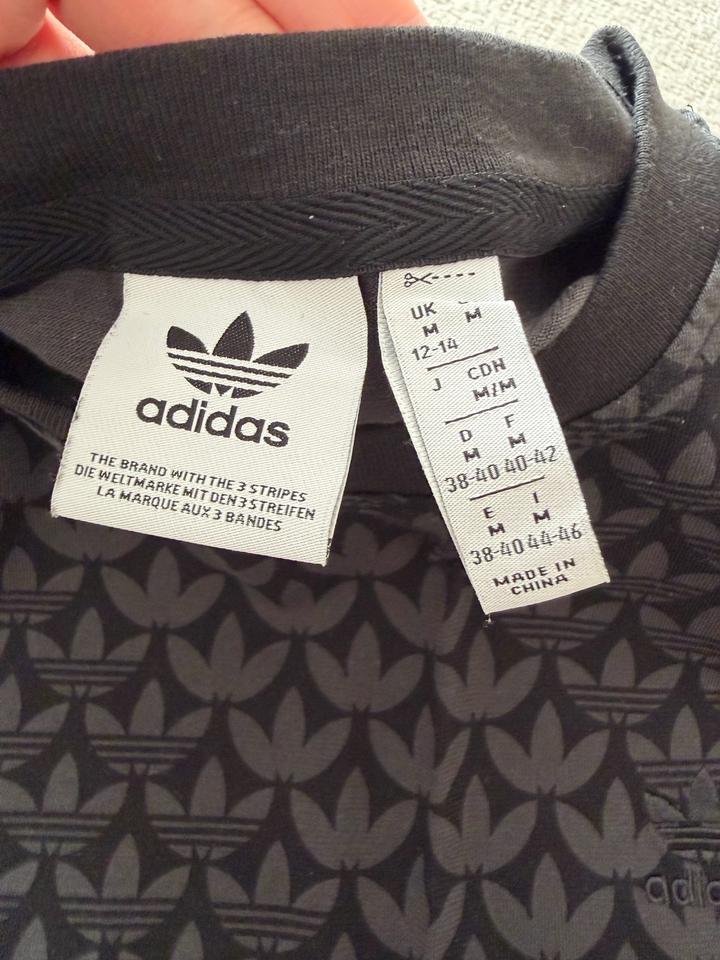 adidas
THE BRAND WITH THE 3 STRIPES
DIE WELTMARKE MIT DEN 3 STREIFEN
LA MARQUE AUX 3 BANDES
UK
M M
12-14
J CDN
M/M
D F
M M
38-40 40-42
E I
M M
38-40 44-46
MADE IN
CHINA